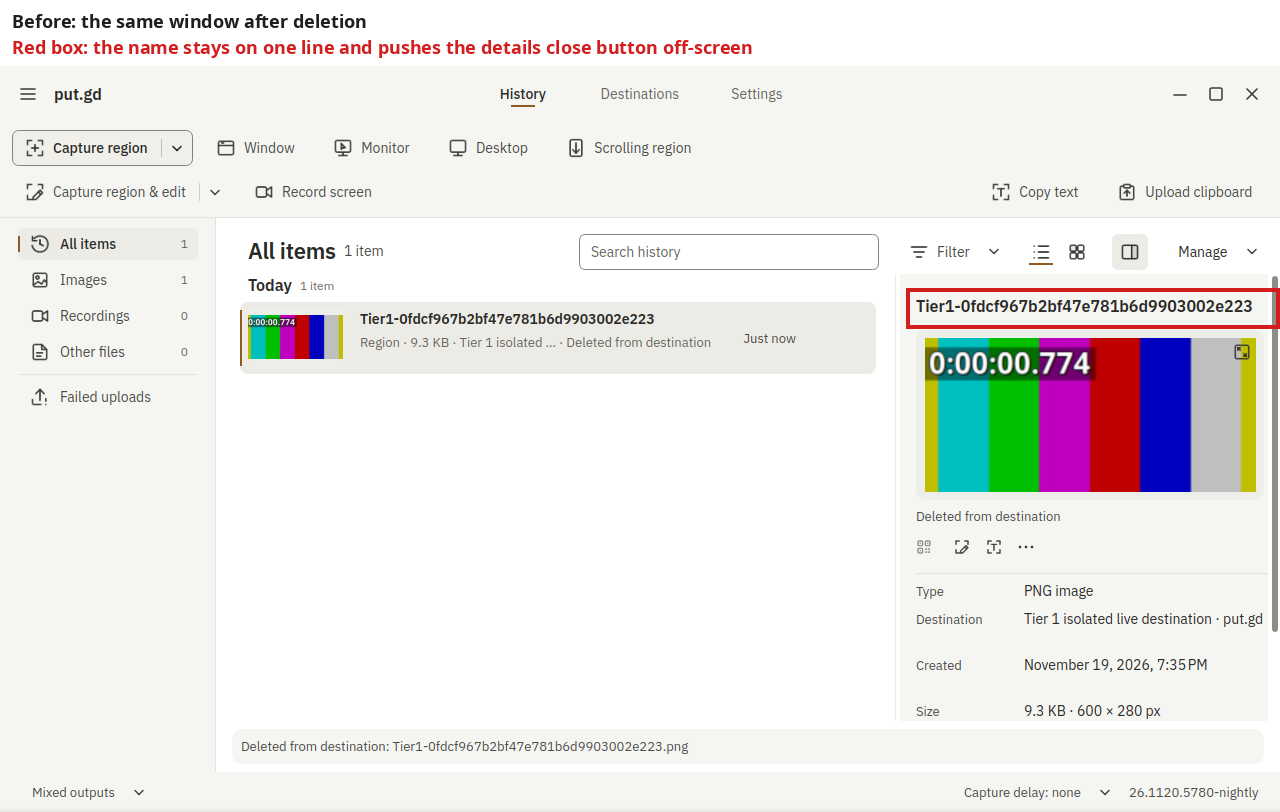 Before: the same window after deletion
Red box: the name stays on one line and pushes the details close button off-screen
put.gd
History
Destinations
Settings
Capture region
Window
Monitor
Desktop
Scrolling region
Capture region & edit
Record screen
Copy text
Upload clipboard
All items 1
Images 1
Recordings 0
Other files 0
Failed uploads
All items 1 item
Search history
Filter
Manage
Today 1 item
0:00:00.774
Tier1-0fdcf967b2bf47e781b6d9903002e223
Region · 9.3 KB · Tier 1 isolated ... · Deleted from destination
Just now
Tier1-0fdcf967b2bf47e781b6d9903002e223
0:00:00.774
Deleted from destination
Type PNG image
Destination Tier 1 isolated live destination · put.gd
Created November 19, 2026, 7:35 PM
Size 9.3 KB · 600 × 280 px
Deleted from destination: Tier1-0fdcf967b2bf47e781b6d9903002e223.png
Mixed outputs
Capture delay: none
26.1120.5780-nightly